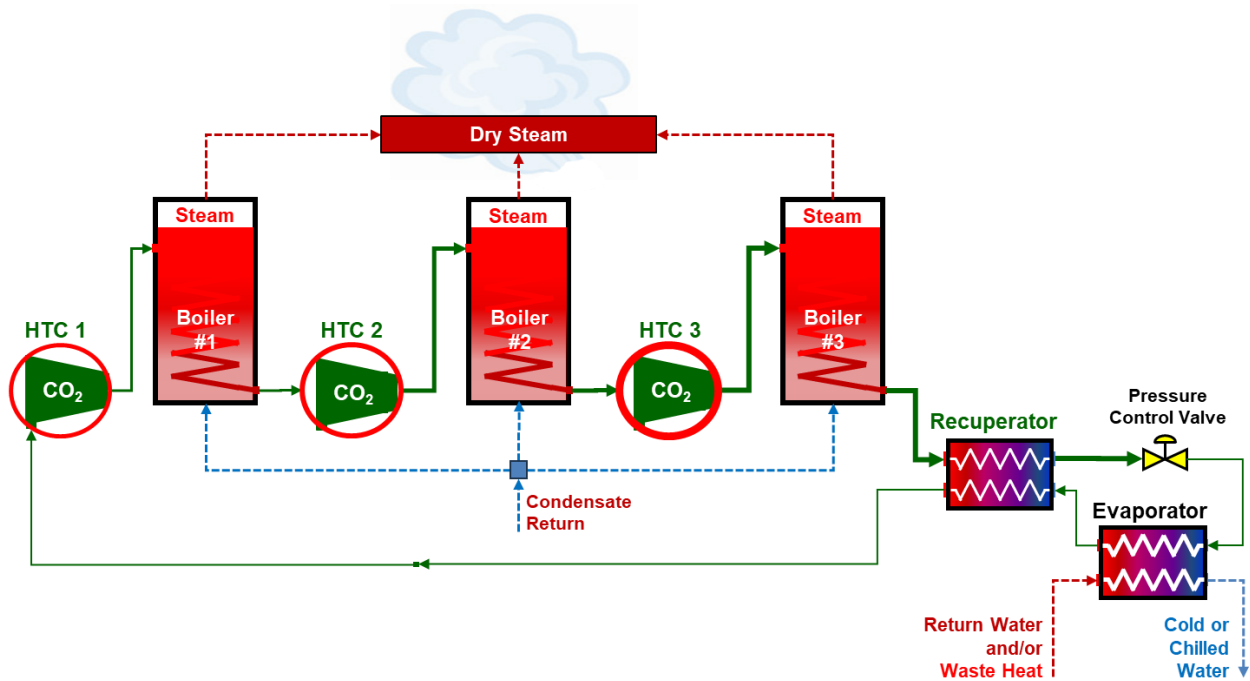 Dry Steam
Steam
Steam
Steam
Boiler
#1
Boiler
#2
Boiler
#3
HTC 1
HTC 2
HTC 3
CO₂
CO₂
CO₂
Pressure
Control Valve
Recuperator
Condensate
Return
Evaporator
Return Water
and/or
Waste Heat
Cold or
Chilled
Water